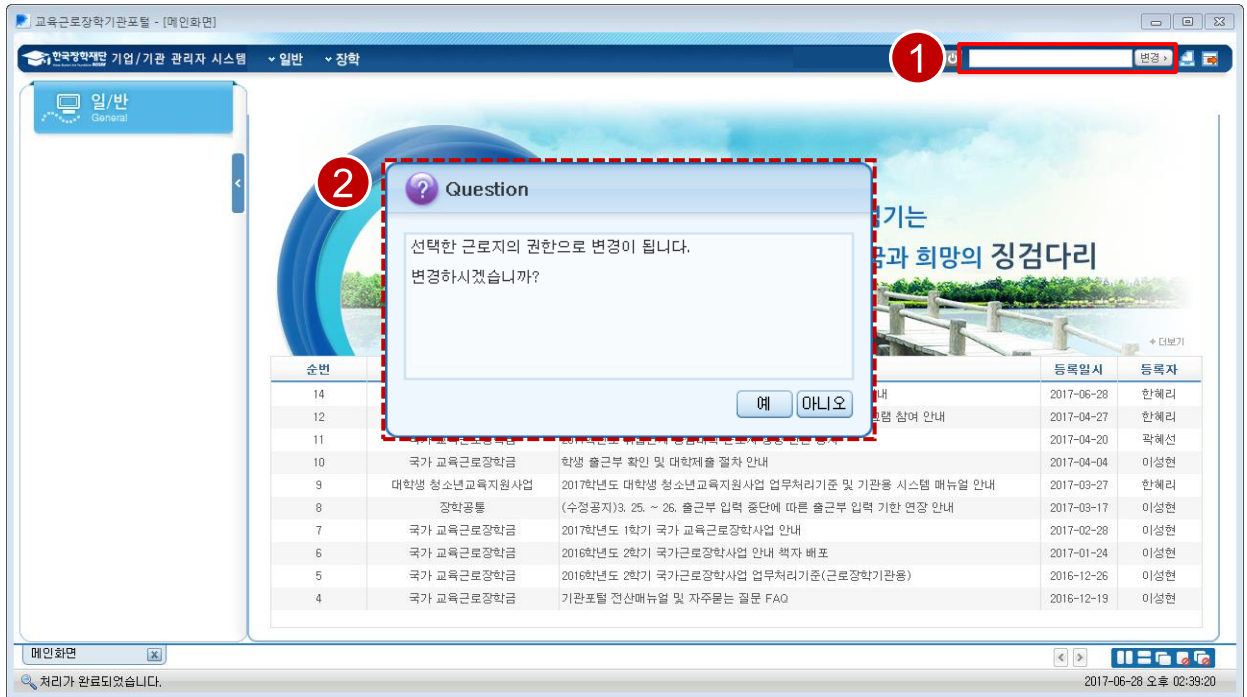 교육근로장학기관포털 - [메인화면]
한국장학재단 기업/기관 관리자 시스템
일반
장학
1
변경
일/반
General
2
Question
선택한 근로지의 권한으로 변경이 됩니다.
변경하시겠습니까?
예
아니오
기는
과 희망의 징검다리
더보기
순번 등록일시 등록자
14 내 2017-06-28 한혜리
12 참여 안내 2017-04-27 한혜리
11 2017-04-20 곽혜선
10 국가 교육근로장학금 학생 출근부 확인 및 대학제출 절차 안내 2017-04-04 이성현
9 대학생 청소년교육지원사업 2017학년도 대학생 청소년교육지원사업 업무처리기준 및 기관용 시스템 매뉴얼 안내 2017-03-27 한혜리
8 장학공통 (수정공지)3. 25. ~ 26. 출근부 입력 중단에 따른 출근부 입력 기한 연장 안내 2017-03-17 이성현
7 국가 교육근로장학금 2017학년도 1학기 국가 교육근로장학사업 안내 2017-02-28 이성현
6 국가 교육근로장학금 2016학년도 2학기 국가근로장학사업 안내 책자 배포 2017-01-24 이성현
5 국가 교육근로장학금 2016학년도 2학기 국가근로장학사업 업무처리기준(근로장학기관용) 2016-12-26 이성현
4 국가 교육근로장학금 기관포털 전산매뉴얼 및 자주묻는 질문 FAQ 2016-12-19 이성현
메인화면
처리가 완료되었습니다.
2017-06-28 오후 02:39:20